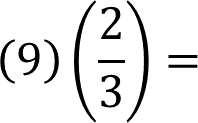 (9) (2/3) =